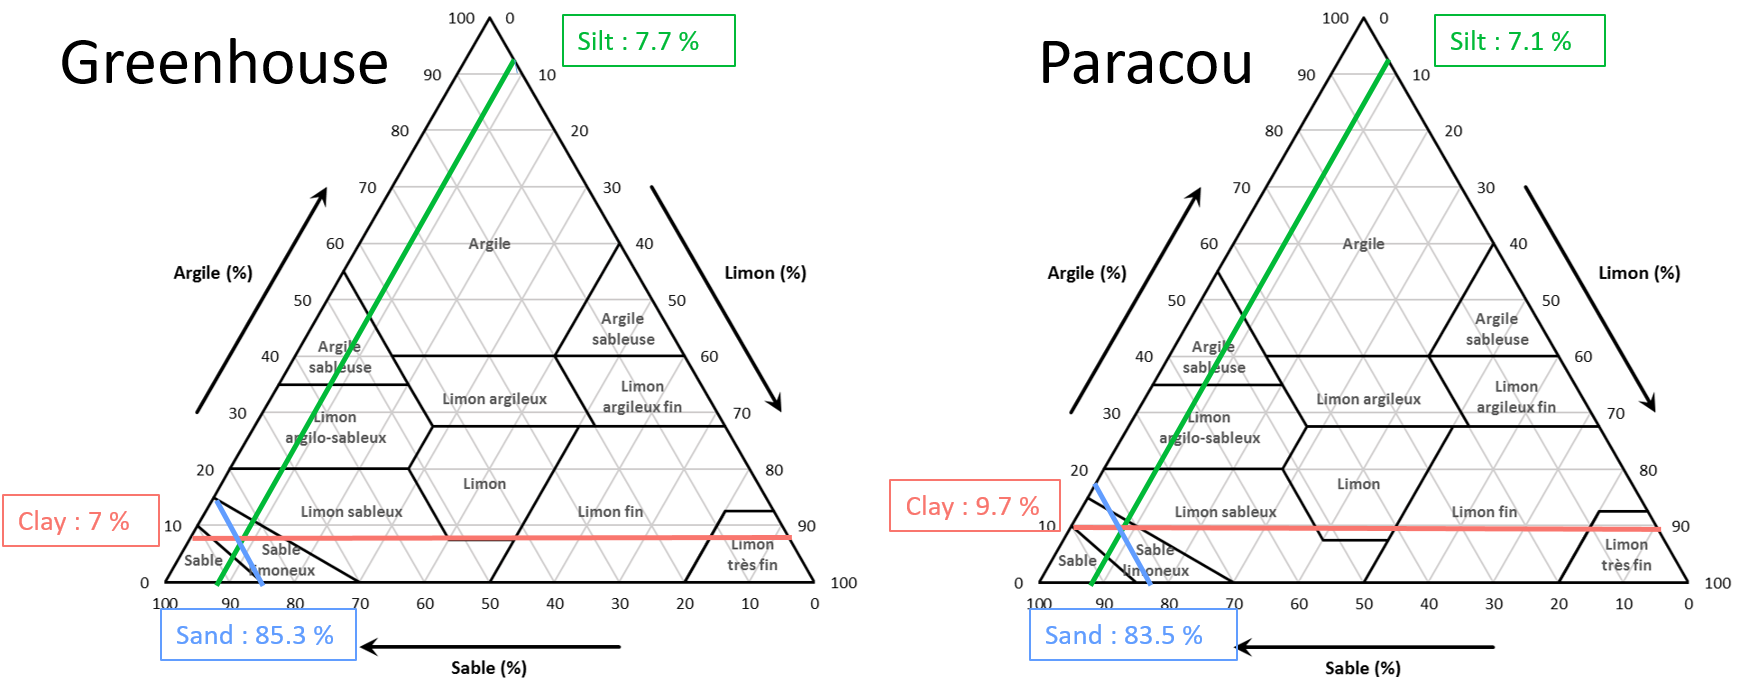 Greenhouse
Silt : 7.7 %
100 0
90 10
80 20
70 30
60 40
Argile
Argile (%)
Limon (%)
50 50
Argile
sableuse
40 60
Argile
sableuse
Limon
argileux fin
Limon argileux
30 70
Limon
argilo-sableux
20 80
Limon
Clay : 7 %
Limon sableux
Limon fin
10 90
Sable
Sable
limoneux
Limon
très fin
0 100
100 90 80 70 60 50 40 30 20 10 0
Sand : 85.3 %
Sable (%)
Paracou
Silt : 7.1 %
100 0
90 10
80 20
70 30
60 40
Argile
Argile (%)
Limon (%)
50 50
Argile
sableuse
40 60
Argile
sableuse
Limon
argileux fin
Limon argileux
30 70
Limon
argilo-sableux
20 80
Limon
Clay : 9.7 %
Limon sableux
Limon fin
10 90
Sable
Sable
limoneux
Limon
très fin
0 100
100 90 80 70 60 50 40 30 20 10 0
Sand : 83.5 %
Sable (%)